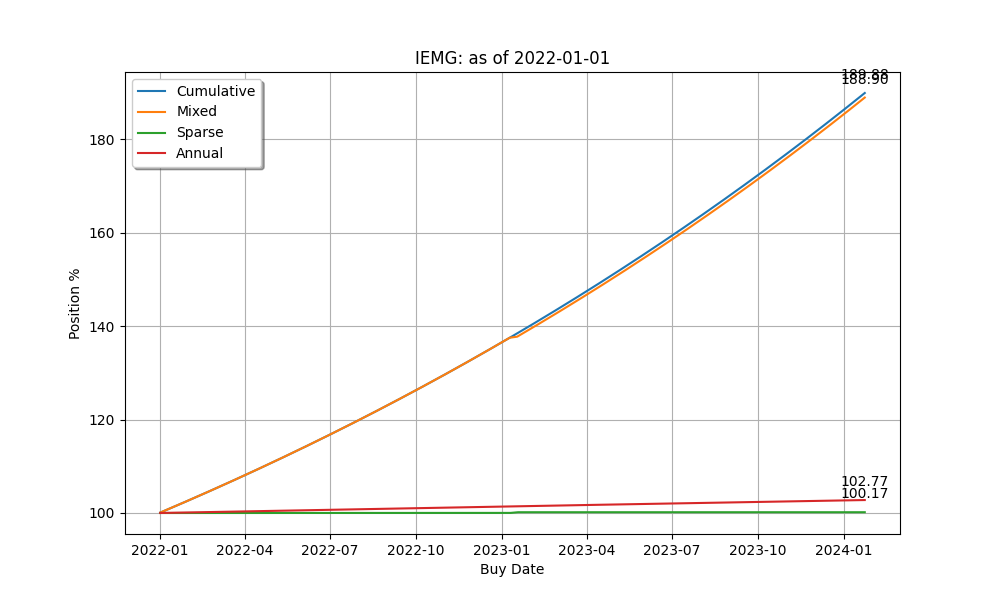 IEMG: as of 2022-01-01
189.88
188.90
Cumulative
Mixed
Sparse
Annual
180
160
140
120
100
Position %
102.77
100.17
2022-01 2022-04 2022-07 2022-10 2023-01 2023-04 2023-07 2023-10 2024-01
Buy Date